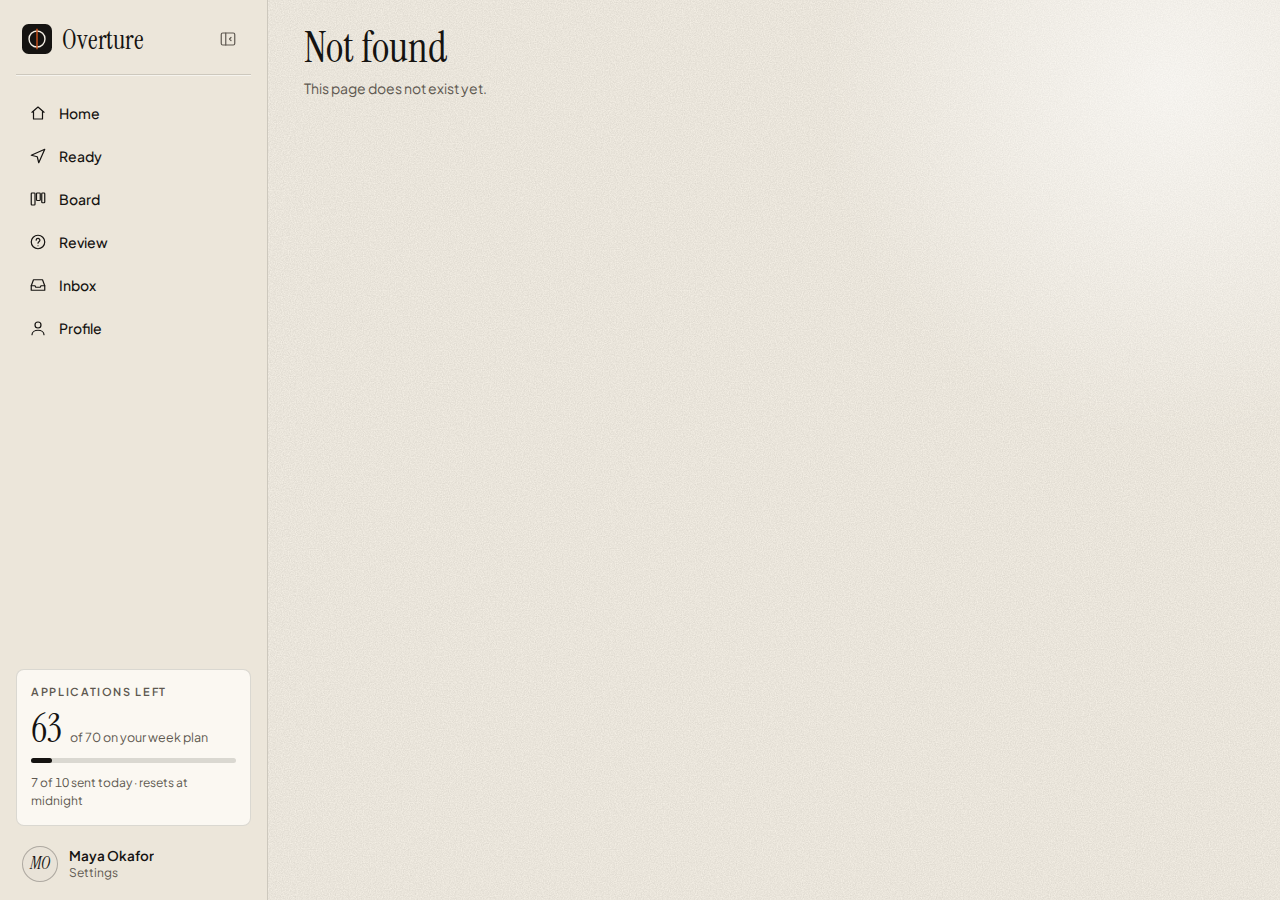 Overture
Home
Ready
Board
Review
Inbox
Profile
APPLICATIONS LEFT
63 of 70 on your week plan
7 of 10 sent today · resets at
midnight
MO
Maya Okafor
Settings
Not found
This page does not exist yet.